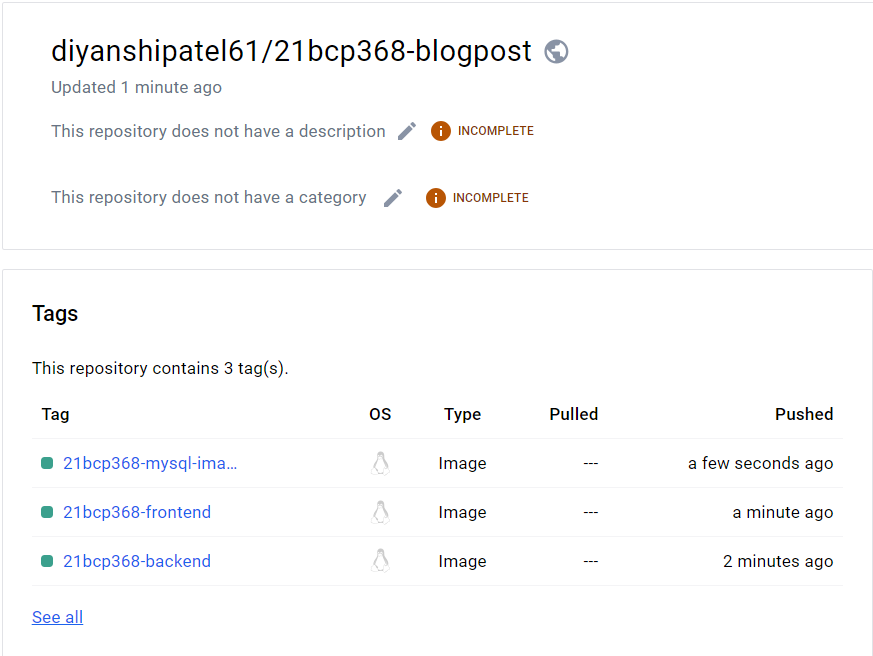 diyanshipatel61/21bcp368-blogpost
Updated 1 minute ago
This repository does not have a description INCOMPLETE
This repository does not have a category INCOMPLETE
Tags
This repository contains 3 tag(s).
Tag OS Type Pulled Pushed
21bcp368-mysql-ima... Image --- a few seconds ago
21bcp368-frontend Image --- a minute ago
21bcp368-backend Image --- 2 minutes ago
See all